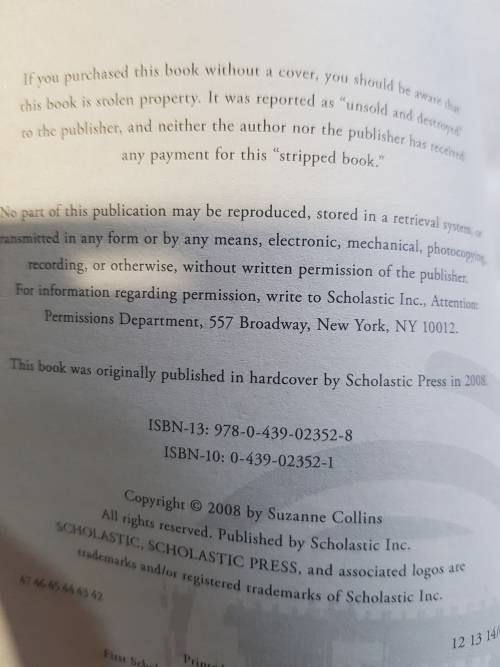 If you purchased this book without a cover, you should be aware that
this book is stolen property. It was reported as “unsold and destroyed”
to the publisher, and neither the author nor the publisher has received
any payment for this “stripped book.”
No part of this publication may be reproduced, stored in a retrieval system, or
transmitted in any form or by any means, electronic, mechanical, photocopying,
recording, or otherwise, without written permission of the publisher.
For information regarding permission, write to Scholastic Inc., Attention:
Permissions Department, 557 Broadway, New York, NY 10012.
This book was originally published in hardcover by Scholastic Press in 2008.
ISBN-13: 978-0-439-02352-8
ISBN-10: 0-439-02352-1
Copyright © 2008 by Suzanne Collins
All rights reserved. Published by Scholastic Inc.
SCHOLASTIC, SCHOLASTIC PRESS, and associated logos are
trademarks and/or registered trademarks of Scholastic Inc.
47 46 45 44 43 42 12 13 14/
First